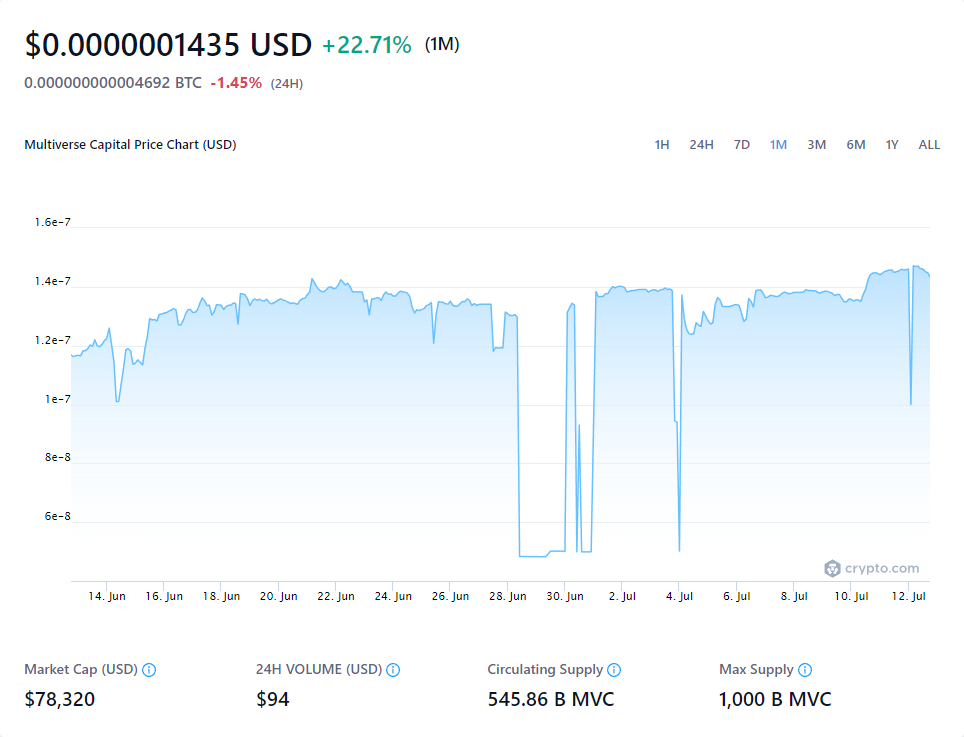 $0.0000001435 USD +22.71% (1M)
0.000000000004692 BTC -1.45% (24H)
Multiverse Capital Price Chart (USD)
1H 24H 7D 1M 3M 6M 1Y ALL
1.6e-7
1.4e-7
1.2e-7
1e-7
8e-8
6e-8
crypto.com
14. Jun 16. Jun 18. Jun 20. Jun 22. Jun 24. Jun 26. Jun 28. Jun 30. Jun 2. Jul 4. Jul 6. Jul 8. Jul 10. Jul 12. Jul
Market Cap (USD) 24H VOLUME (USD) Circulating Supply Max Supply
$78,320 $94 545.86 B MVC 1,000 B MVC